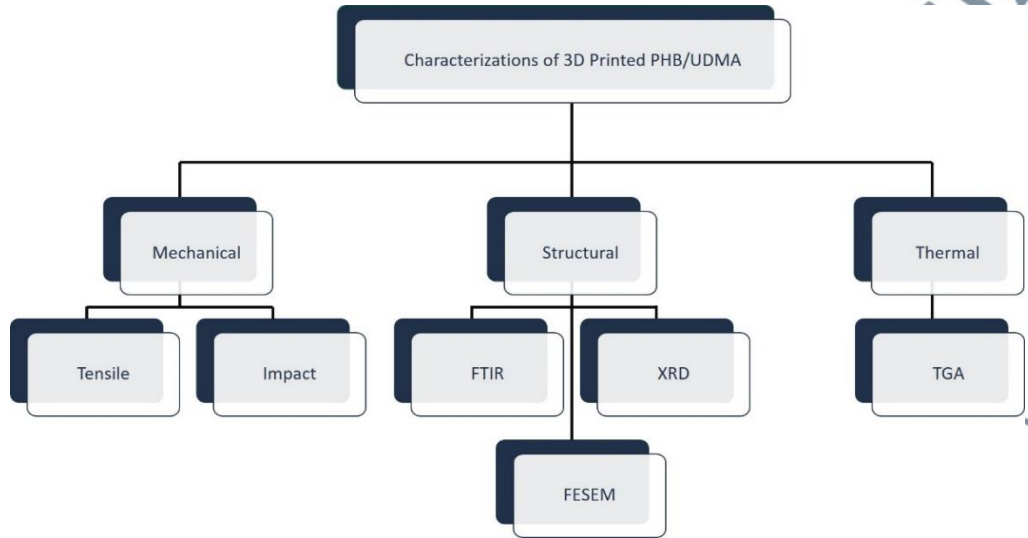 Characterizations of 3D Printed PHB/UDMA
Mechanical
Structural
Thermal
Tensile
Impact
FTIR
XRD
TGA
FESEM